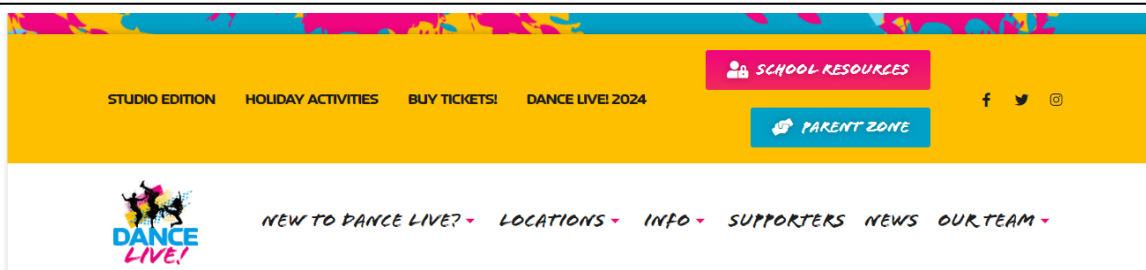 SCHOOL RESOURCES
STUDIO EDITION HOLIDAY ACTIVITIES BUY TICKETS! DANCE LIVE! 2024
PARENT ZONE
DANCE
LIVE!
NEW TO DANCE LIVE? LOCATIONS INFO SUPPORTERS NEWS OUR TEAM